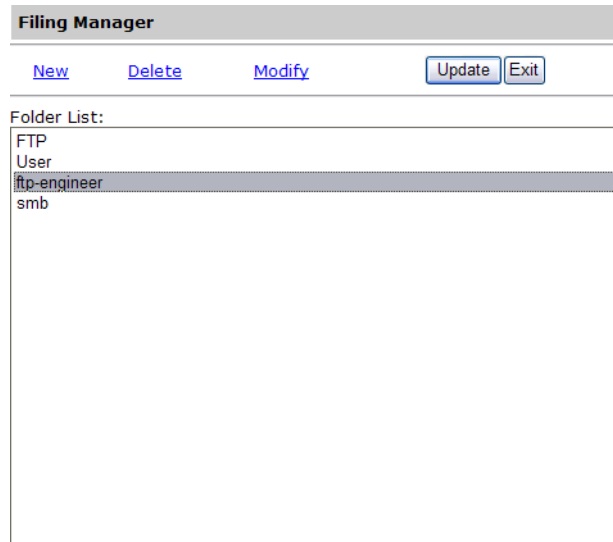 Filing Manager
New Delete Modify Update Exit
Folder List:
FTP
User
ftp-engineer
smb